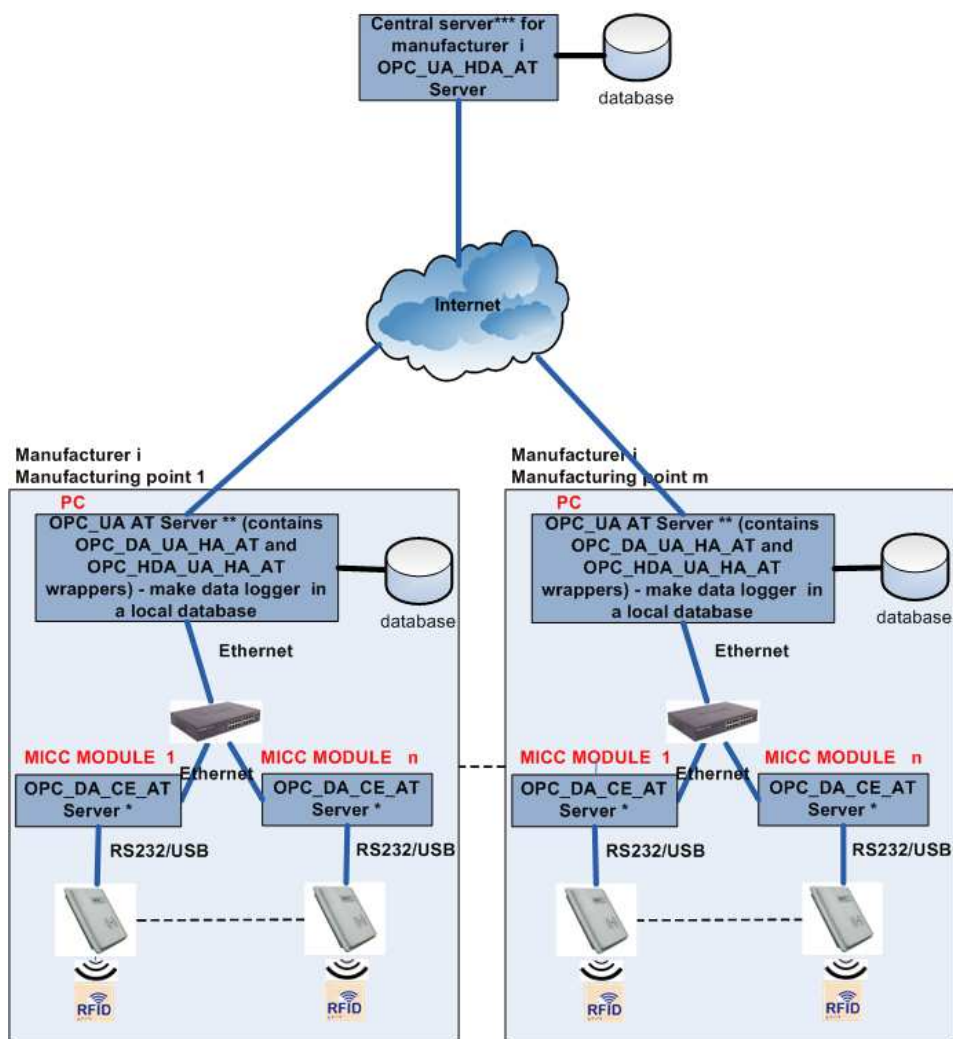 Central server*** for
manufacturer i
OPC_UA_HDA_AT
Server
database
Internet
Manufacturer i
Manufacturing point 1
PC
OPC_UA AT Server ** (contains
OPC_DA_UA_HA_AT and
OPC_HDA_UA_HA_AT
wrappers) - make data logger in
a local database
database
Ethernet
MICC MODULE 1
MICC MODULE n
Ethernet
OPC_DA_CE_AT
Server *
OPC_DA_CE_AT
Server *
RS232/USB
RS232/USB
RFID
RFID
Manufacturer i
Manufacturing point m
PC
OPC_UA AT Server ** (contains
OPC_DA_UA_HA_AT and
OPC_HDA_UA_HA_AT
wrappers) - make data logger in
a local database
database
Ethernet
MICC MODULE 1
MICC MODULE n
Ethernet
OPC_DA_CE_AT
Server *
OPC_DA_CE_AT
Server *
RS232/USB
RS232/USB
RFID
RFID